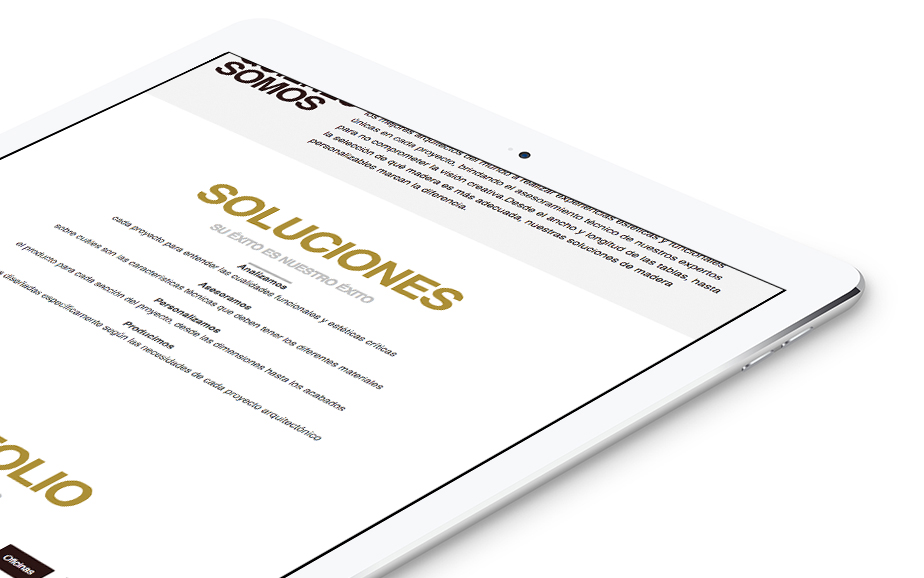 SOMOS
los mejores arquitectos del mundo a realizar experiencias estéticas y funcionales
únicas en cada proyecto, brindando el asesoramiento técnico de nuestros expertos
para no comprometer la visión creativa.Desde el ancho y longitud de las tablas, hasta
la selección de qué madera es más adecuada, nuestras soluciones de madera
personalizables marcan la diferencia.
SOLUCIONES
SU ÉXITO ES NUESTRO ÉXITO
Analizamos
cada proyecto para entender las cualidades funcionales y estéticas críticas
Asesoramos
sobre cuáles son las características técnicas que deben tener los diferentes materiales
Personalizamos
el producto para cada sección del proyecto, desde las dimensiones hasta los acabados
Producimos
diseñadas específicamente según las necesidades de cada proyecto arquitectónico
OLIO
Oficinas